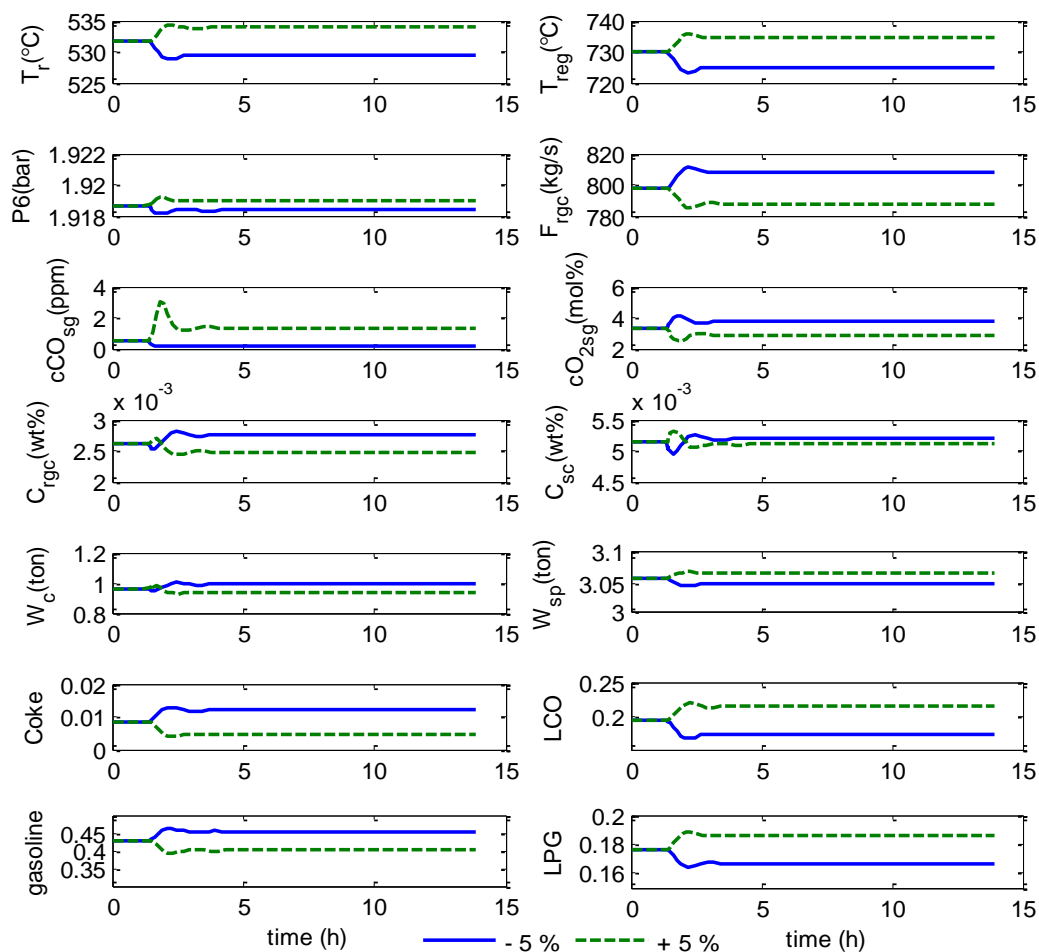 535
530
525
T_r(°C)
0 5 10 15
740
730
720
T_reg(°C)
0 5 10 15
1.922
1.92
1.918
P6(bar)
0 5 10 15
820
800
780
F_rgc(kg/s)
0 5 10 15
4
2
0
cCO_sg(ppm)
0 5 10 15
6
4
2
cO_2sg(mol%)
0 5 10 15
x 10^-3
3
2.5
2
C_rgc(wt%)
0 5 10 15
x 10^-3
5.5
5
4.5
C_sc(wt%)
0 5 10 15
1.2
1
0.8
W_c(ton)
0 5 10 15
3.1
3.05
3
W_sp(ton)
0 5 10 15
0.02
0.01
0
Coke
0 5 10 15
0.25
0.2
LCO
0 5 10 15
0.45
0.4
0.35
gasoline
0 5 10 15
time (h)
0.2
0.18
0.16
LPG
0 5 10 15
time (h)
- 5 % + 5 %